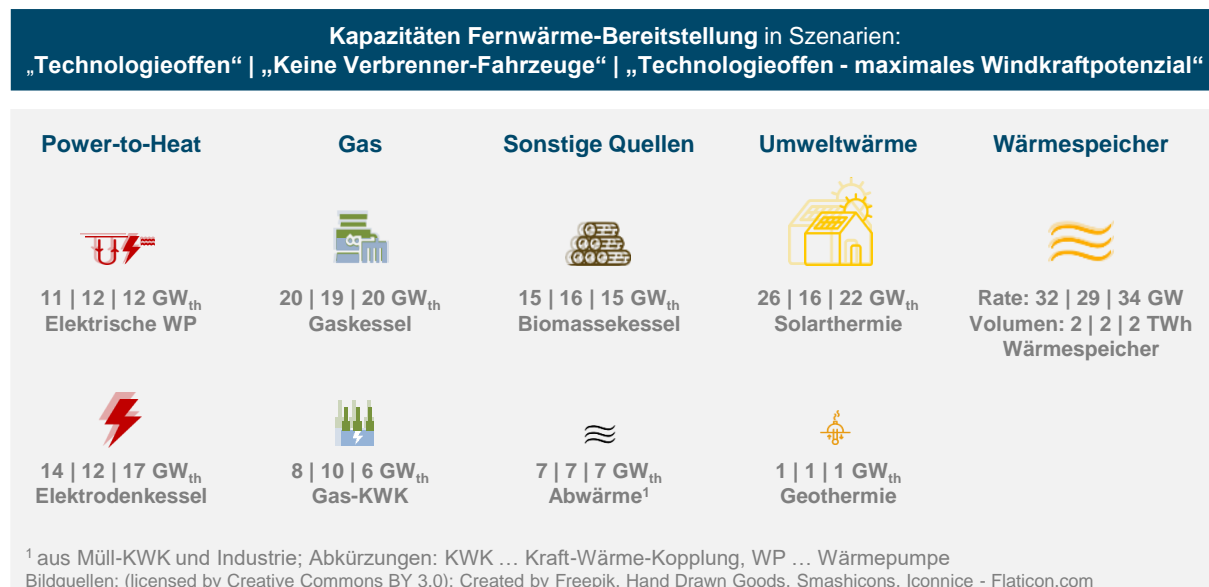 Kapazitäten Fernwärme-Bereitstellung in Szenarien:
„Technologieoffen“ | „Keine Verbrenner-Fahrzeuge“ | „Technologieoffen - maximales Windkraftpotenzial“
Power-to-Heat
Gas
Sonstige Quellen
Umweltwärme
Wärmespeicher
11 | 12 | 12 GWth
Elektrische WP
20 | 19 | 20 GWth
Gaskessel
15 | 16 | 15 GWth
Biomassekessel
26 | 16 | 22 GWth
Solarthermie
Rate: 32 | 29 | 34 GW
Volumen: 2 | 2 | 2 TWh
Wärmespeicher
14 | 12 | 17 GWth
Elektrodenkessel
8 | 10 | 6 GWth
Gas-KWK
7 | 7 | 7 GWth
Abwärme¹
1 | 1 | 1 GWth
Geothermie
¹ aus Müll-KWK und Industrie; Abkürzungen: KWK … Kraft-Wärme-Kopplung, WP … Wärmepumpe
Bildquellen: (licensed by Creative Commons BY 3.0): Created by Freepik, Hand Drawn Goods, Smashicons, Iconnice - Flaticon.com